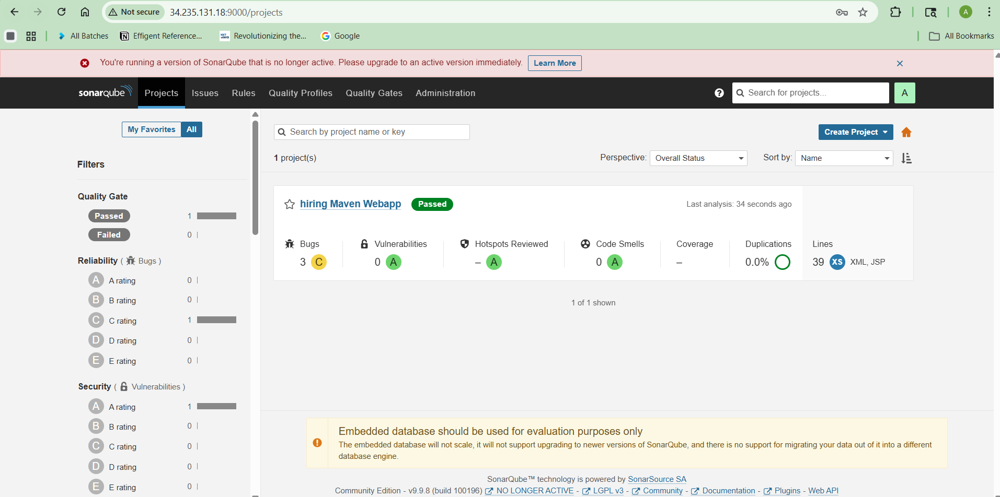 Not secure 34.235.131.18:9000/projects A
All Batches Effigent Reference... NXT WAVE Revolutionizing the... Google All Bookmarks
You're running a version of SonarQube that is no longer active. Please upgrade to an active version immediately. Learn More
sonarqube Projects Issues Rules Quality Profiles Quality Gates Administration Search for projects... A
My Favorites All
Search by project name or key Create Project
1 project(s) Perspective: Overall Status Sort by: Name
Filters
Quality Gate
Passed 1
Failed 0
Reliability ( Bugs )
A A rating 0
B B rating 0
C C rating 1
D D rating 0
E E rating 0
Security ( Vulnerabilities )
A A rating 1
B B rating 0
C C rating 0
D D rating 0
E E rating 0
hiring Maven Webapp Passed Last analysis: 34 seconds ago
Bugs Vulnerabilities Hotspots Reviewed Code Smells Coverage Duplications Lines
3 C 0 A – A 0 A – 0.0% 39 XS XML, JSP
1 of 1 shown
Embedded database should be used for evaluation purposes only
The embedded database will not scale, it will not support upgrading to newer versions of SonarQube, and there is no support for migrating your data out of it into a different
database engine.
SonarQube™ technology is powered by SonarSource SA
Community Edition - v9.9.8 (build 100196) NO LONGER ACTIVE - LGPL v3 - Community - Documentation - Plugins - Web API